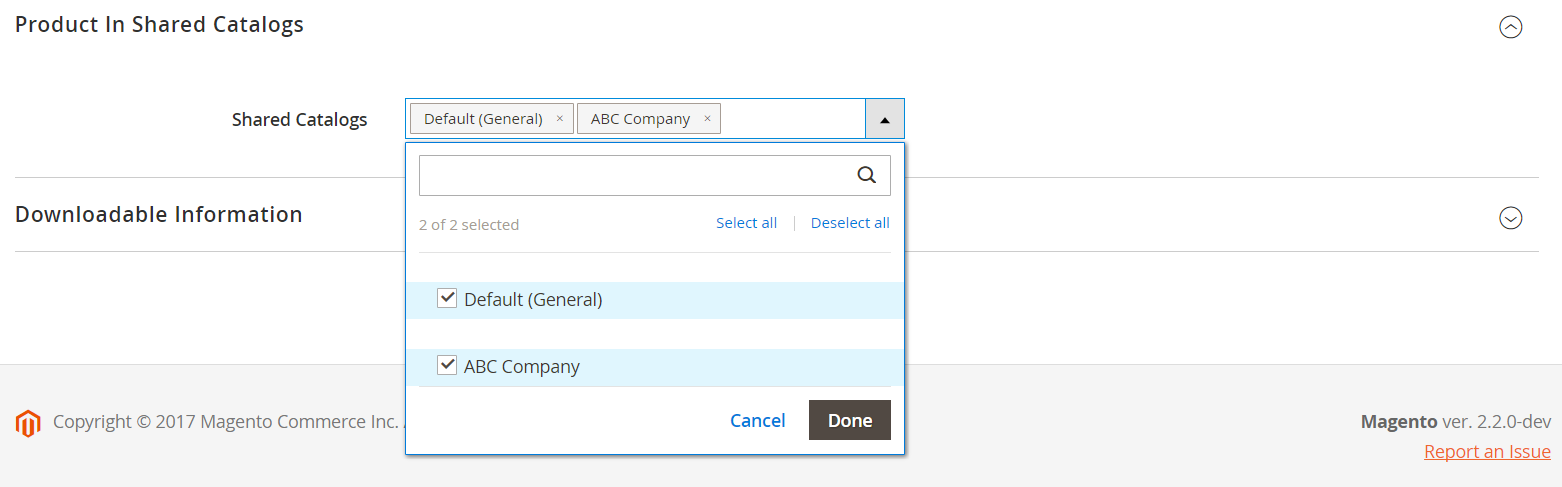 Product In Shared Catalogs
Shared Catalogs
Default (General) × ABC Company ×
2 of 2 selected
Select all
Deselect all
Downloadable Information
Default (General)
ABC Company
Cancel
Done
Copyright © 2017 Magento Commerce Inc.
Magento ver. 2.2.0-dev
Report an Issue